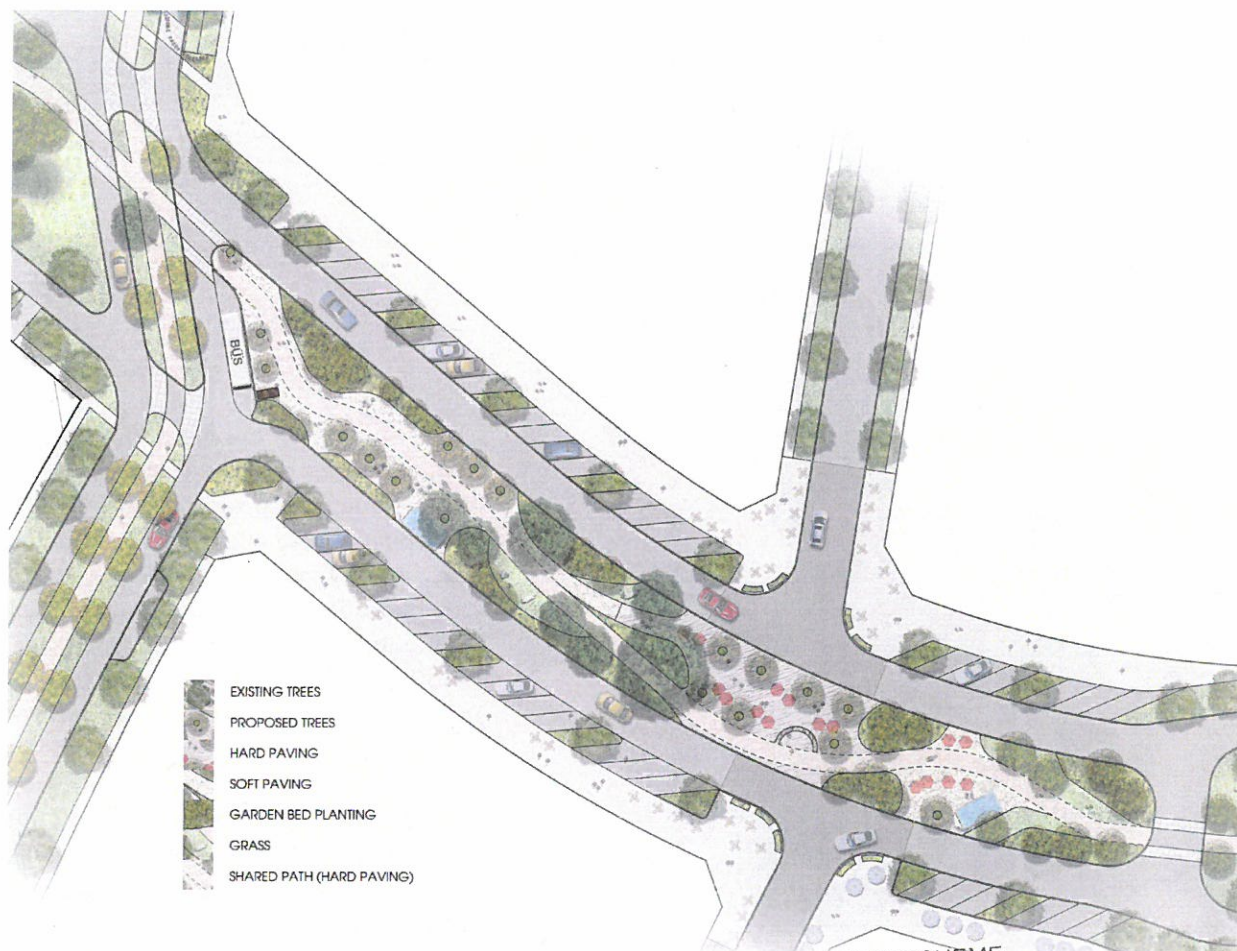 BUS
EXISTING TREES
PROPOSED TREES
HARD PAVING
SOFT PAVING
GARDEN BED PLANTING
GRASS
SHARED PATH (HARD PAVING)